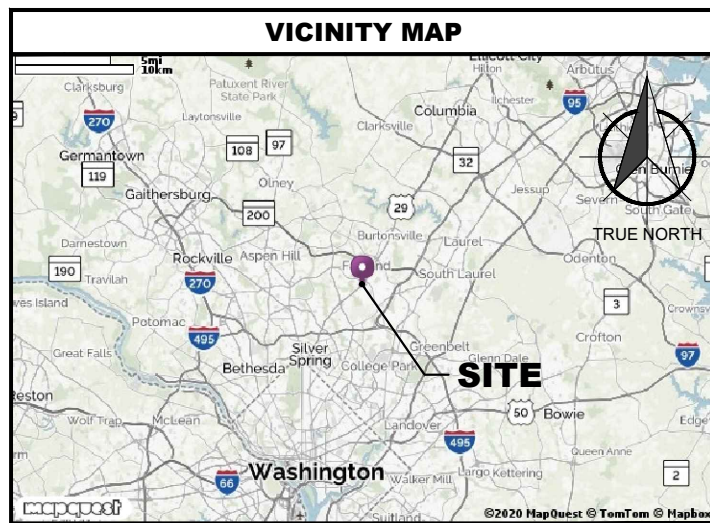 VICINITY MAP
5mi
10km
Clarksburg
Patuxent River
State Park
Ellicott City
Hilton
Arbutus
Ilchester
Columbia
95
270
Laytonsville
Clarksville
Germantown
108
97
32
119
Gaithersburg
Olney
Jessup
Severn
South Gate
200
29
TRUE NORTH
Burtonsville
Laurel
Darnestown
Rockville
Aspen Hill
South Laurel
Odenton
190
Travilah
270
3
Potomac
495
Crofton
Silver
Spring
Greenbelt
Glenn Dale
97
Great Falls
Bethesda
College Park
SITE
Wolf Trap
McLean
50
Bowie
Landover
495
Queen Anne
66
Washington
Walker Mill
Largo
Kettering
2
mapquest
Suitland
©2020 MapQuest © TomTom © Mapbox